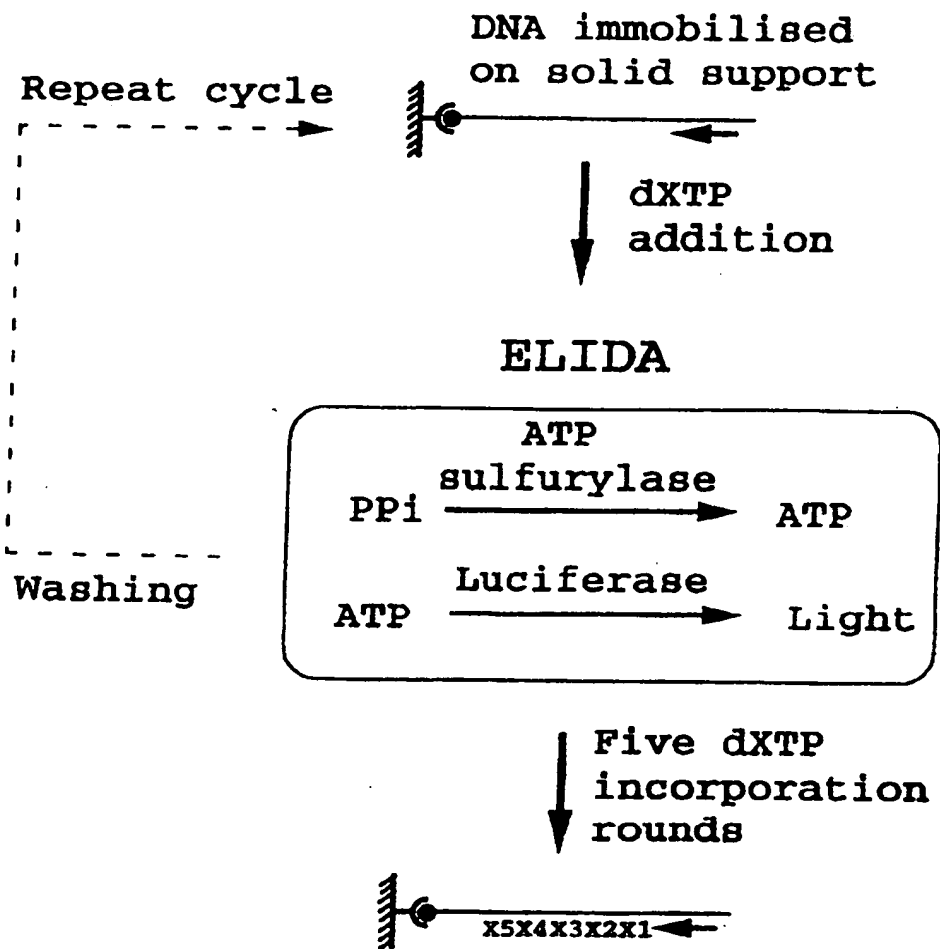 DNA immobilised
on solid support
Repeat cycle
dXTP
addition
ELIDA
ATP
sulfurylase
PPi
ATP
Luciferase
ATP
Light
Washing
Five dXTP
incorporation
rounds
X5X4X3X2X1